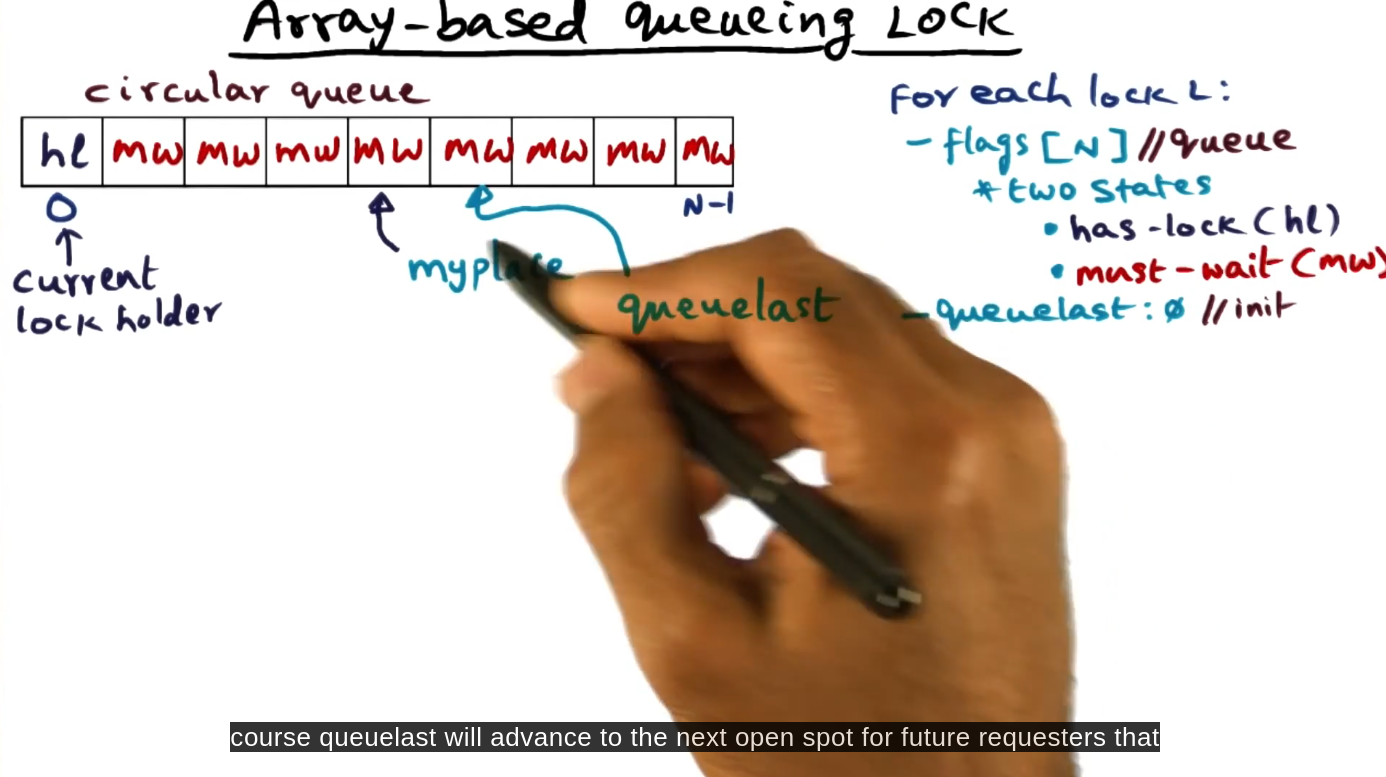 Array-based queueing LOCK
circular queue
hl mw mw mw mw mw mw mw mw
0
N-1
current
lock holder
myplace
queuelast
For each lock L:
- flags [N] //queue
* two states
• has-lock (hl)
• must-wait (mw)
- queuelast: ø //init
course queuelast will advance to the next open spot for future requesters that